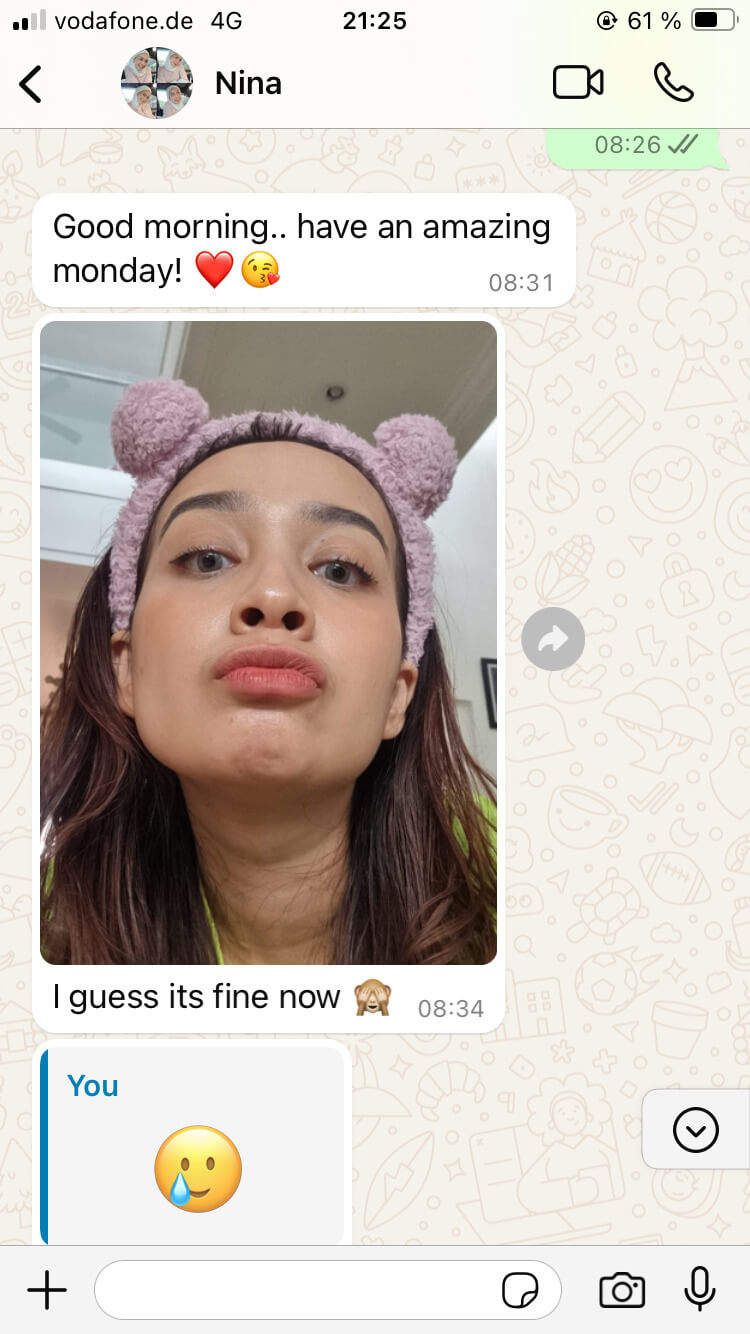 vodafone.de 4G 21:25 61 %
Nina
08:26
Good morning.. have an amazing
monday! ❤️😘 08:31
I guess its fine now 🙈 08:34
You
🥲